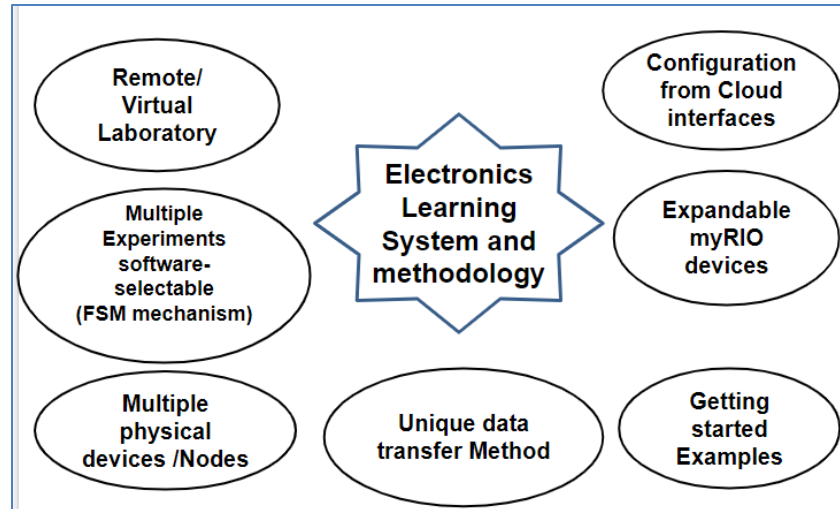 Remote/
Virtual
Laboratory
Configuration
from Cloud
interfaces
Electronics
Learning
System and
methodology
Multiple
Experiments
software-
selectable
(FSM mechanism)
Expandable
myRIO
devices
Multiple
physical
devices /Nodes
Unique data
transfer Method
Getting
started
Examples